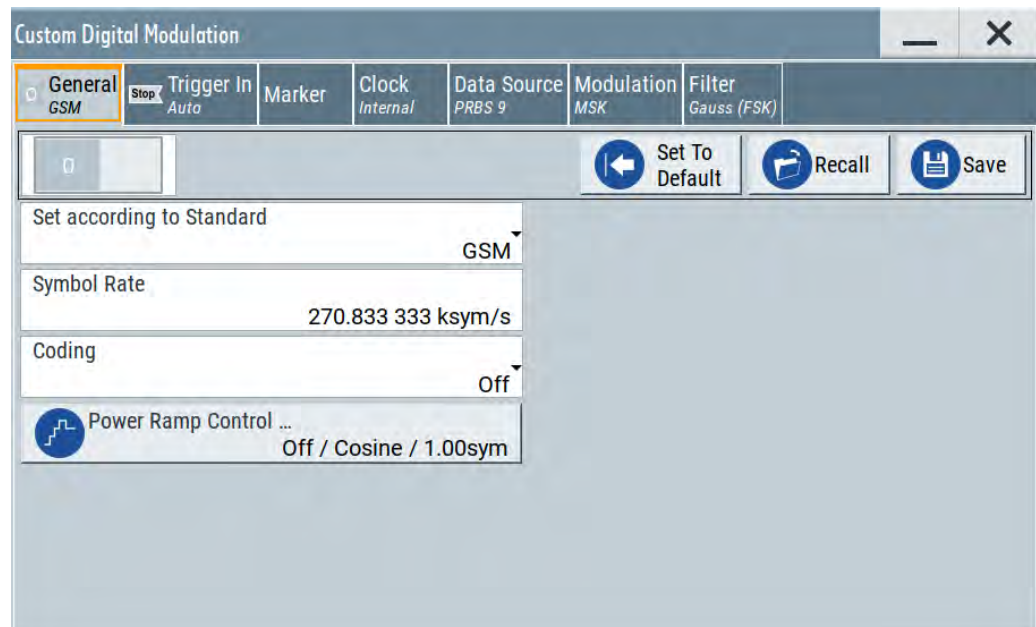 Custom Digital Modulation
General
GSM
Stop
Trigger In
Auto
Marker
Clock
Internal
Data Source
PRBS 9
Modulation
MSK
Filter
Gauss (FSK)
Set To
Default
Recall
Save
Set according to Standard
GSM
Symbol Rate
270.833 333 ksym/s
Coding
Off
Power Ramp Control ...
Off / Cosine / 1.00sym